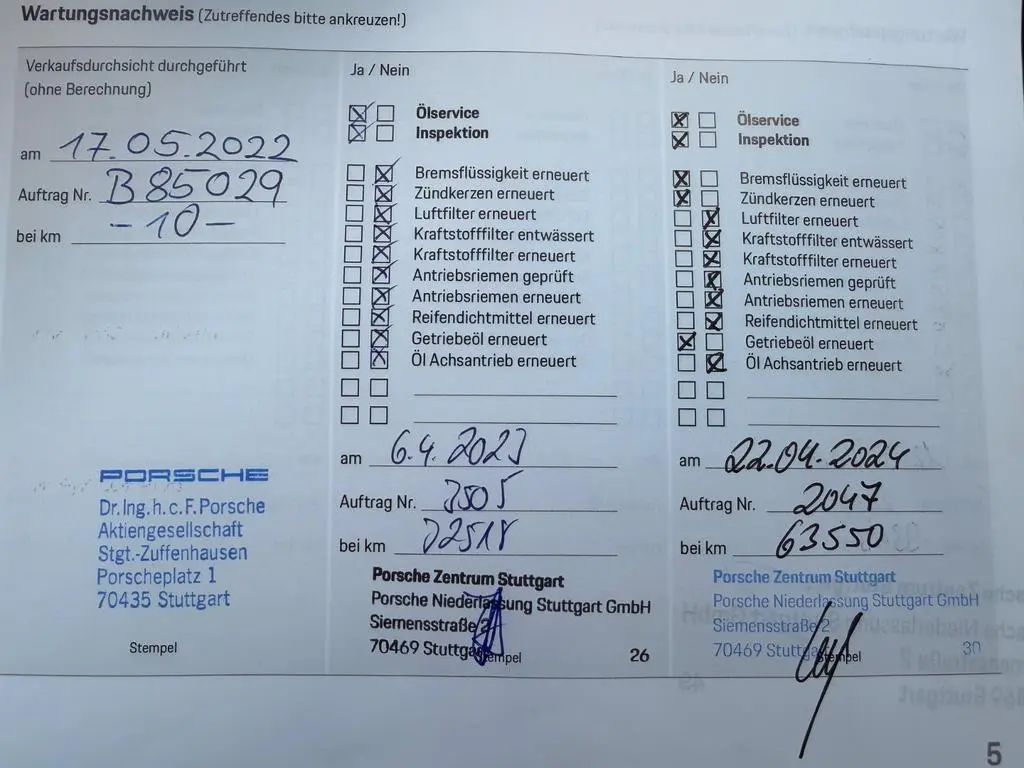 Wartungsnachweis (Zutreffendes bitte ankreuzen!)
Verkaufsdurchsicht durchgeführt
(ohne Berechnung)
am 17.05.2022
Auftrag Nr. B85029
bei km -10-
PORSCHE
Dr.Ing.h.c.F.Porsche
Aktiengesellschaft
Stgt.-Zuffenhausen
Porscheplatz 1
70435 Stuttgart
Stempel
Ja / Nein
Ölservice
Inspektion
Bremsflüssigkeit erneuert
Zündkerzen erneuert
Luftfilter erneuert
Kraftstofffilter entwässert
Kraftstofffilter erneuert
Antriebsriemen geprüft
Antriebsriemen erneuert
Reifendichtmittel erneuert
Getriebeöl erneuert
Öl Achsantrieb erneuert
am 6.4.2023
Auftrag Nr.
bei km
Porsche Zentrum Stuttgart
Porsche Niederlassung Stuttgart GmbH
Siemensstraße 2
70469 Stuttgart
Stempel 26
Ja / Nein
Ölservice
Inspektion
Bremsflüssigkeit erneuert
Zündkerzen erneuert
Luftfilter erneuert
Kraftstofffilter entwässert
Kraftstofffilter erneuert
Antriebsriemen geprüft
Antriebsriemen erneuert
Reifendichtmittel erneuert
Getriebeöl erneuert
Öl Achsantrieb erneuert
am 22.04.2024
Auftrag Nr. 2047
bei km 63550
Porsche Zentrum Stuttgart
Porsche Niederlassung Stuttgart GmbH
Siemensstraße 2
70469 Stuttgart
Stempel 30
5